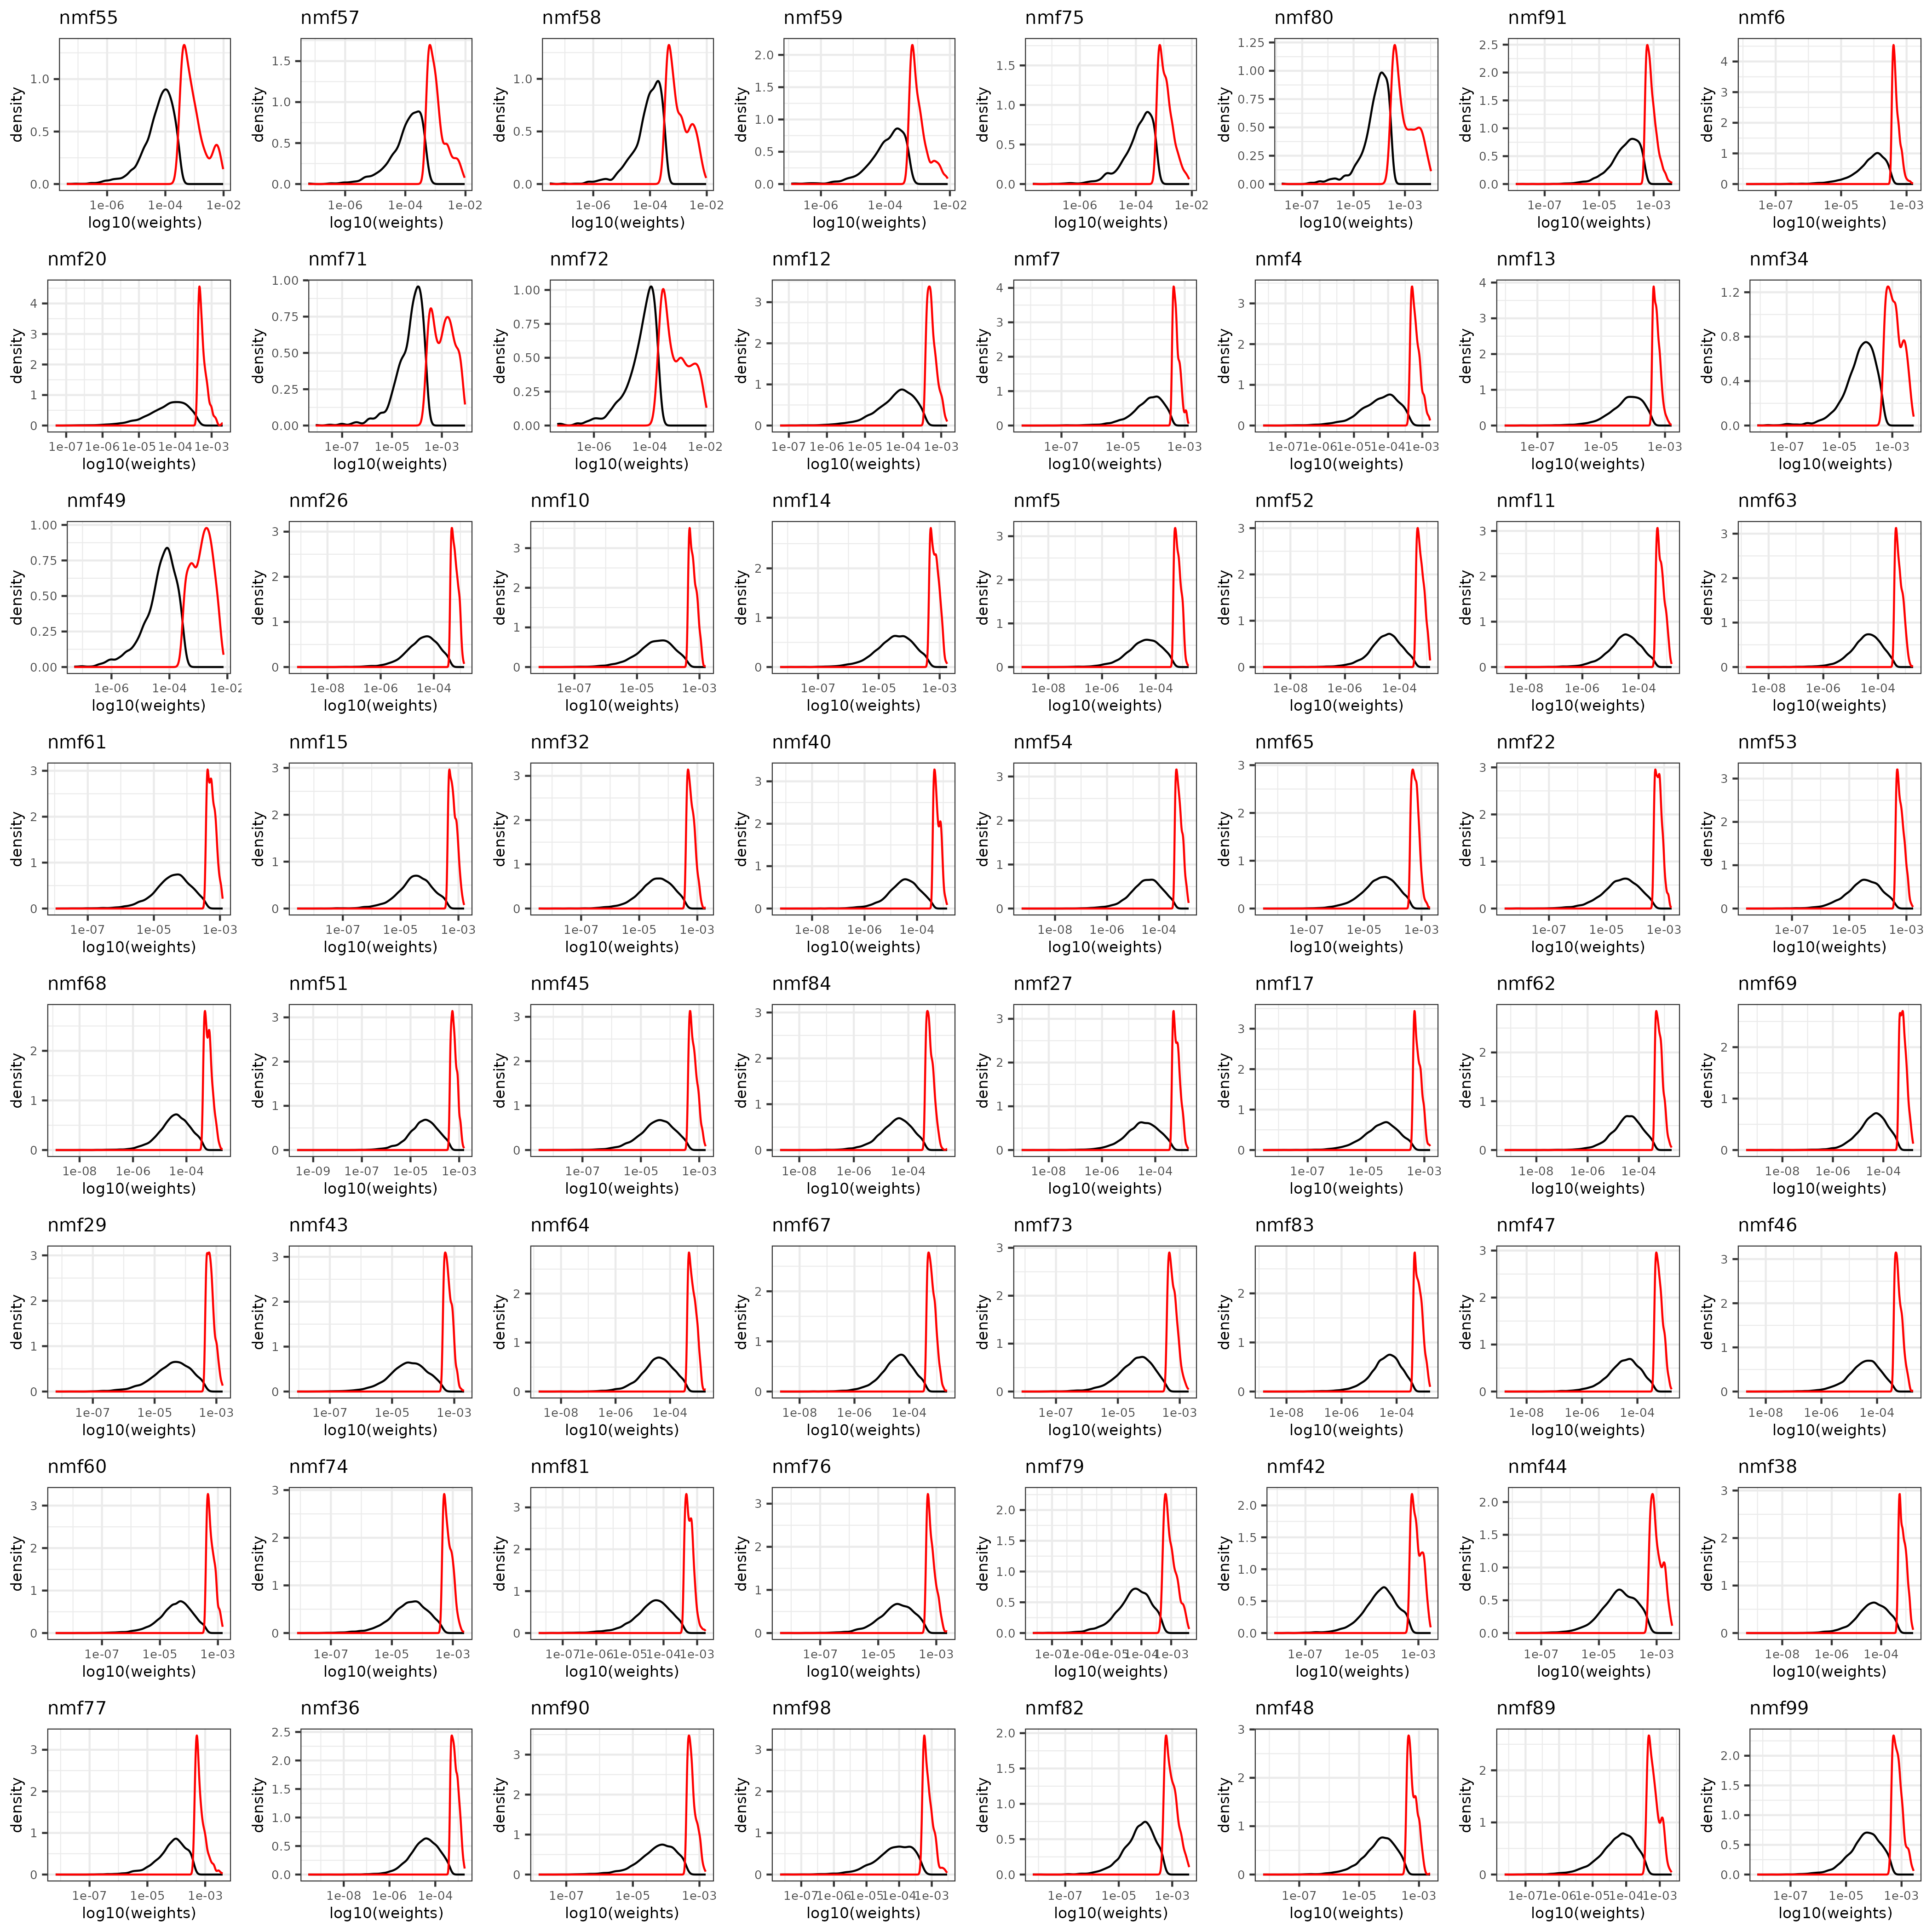 nmf55 nmf57 nmf58 nmf59 nmf75 nmf80 nmf91 nmf6
density 1.0 0.5 0.0
density 1.5 1.0 0.5 0.0
density 1.0 0.5 0.0
density 2.0 1.5 1.0 0.5 0.0
density 1.5 1.0 0.5 0.0
density 1.25 1.00 0.75 0.50 0.25 0.00
density 2.5 2.0 1.5 1.0 0.5 0.0
density 4 3 2 1 0
1e-06 1e-04 1e-02 1e-06 1e-04 1e-02 1e-06 1e-04 1e-02 1e-06 1e-04 1e-02 1e-06 1e-04 1e-02 1e-07 1e-05 1e-03 1e-07 1e-05 1e-03 1e-07 1e-05 1e-03
log10(weights) log10(weights) log10(weights) log10(weights) log10(weights) log10(weights) log10(weights) log10(weights)
nmf20 nmf71 nmf72 nmf12 nmf7 nmf4 nmf13 nmf34
density 4 3 2 1 0
density 1.00 0.75 0.50 0.25 0.00
density 1.00 0.75 0.50 0.25 0.00
density 3 2 1 0
density 4 3 2 1 0
density 3 2 1 0
density 4 3 2 1 0
density 1.2 0.8 0.4 0.0
1e-07 1e-06 1e-05 1e-04 1e-03 1e-07 1e-05 1e-03 1e-06 1e-04 1e-02 1e-07 1e-06 1e-05 1e-04 1e-03 1e-07 1e-05 1e-03 1e-07 1e-06 1e-05 1e-04 1e-03 1e-07 1e-05 1e-03 1e-07 1e-05 1e-03
log10(weights) log10(weights) log10(weights) log10(weights) log10(weights) log10(weights) log10(weights) log10(weights)
nmf49 nmf26 nmf10 nmf14 nmf5 nmf52 nmf11 nmf63
density 1.00 0.75 0.50 0.25 0.00
density 3 2 1 0
density 3 2 1 0
density 2 1 0
density 3 2 1 0
density 3 2 1 0
density 3 2 1 0
density 3 2 1 0
1e-06 1e-04 1e-02 1e-08 1e-06 1e-04 1e-07 1e-05 1e-03 1e-07 1e-05 1e-03 1e-08 1e-06 1e-04 1e-08 1e-06 1e-04 1e-08 1e-06 1e-04 1e-08 1e-06 1e-04
log10(weights) log10(weights) log10(weights) log10(weights) log10(weights) log10(weights) log10(weights) log10(weights)
nmf61 nmf15 nmf32 nmf40 nmf54 nmf65 nmf22 nmf53
density 3 2 1 0
density 3 2 1 0
density 3 2 1 0
density 3 2 1 0
density 3 2 1 0
density 3 2 1 0
density 3 2 1 0
density 3 2 1 0
1e-07 1e-05 1e-03 1e-07 1e-05 1e-03 1e-07 1e-05 1e-03 1e-08 1e-06 1e-04 1e-08 1e-06 1e-04 1e-07 1e-05 1e-03 1e-07 1e-05 1e-03 1e-07 1e-05 1e-03
log10(weights) log10(weights) log10(weights) log10(weights) log10(weights) log10(weights) log10(weights) log10(weights)
nmf68 nmf51 nmf45 nmf84 nmf27 nmf17 nmf62 nmf69
density 2 1 0
density 3 2 1 0
density 3 2 1 0
density 3 2 1 0
density 3 2 1 0
density 3 2 1 0
density 2 1 0
density 2 1 0
1e-08 1e-06 1e-04 1e-09 1e-07 1e-05 1e-03 1e-07 1e-05 1e-03 1e-08 1e-06 1e-04 1e-08 1e-06 1e-04 1e-07 1e-05 1e-03 1e-08 1e-06 1e-04 1e-08 1e-06 1e-04
log10(weights) log10(weights) log10(weights) log10(weights) log10(weights) log10(weights) log10(weights) log10(weights)
nmf29 nmf43 nmf64 nmf67 nmf73 nmf83 nmf47 nmf46
density 3 2 1 0
density 3 2 1 0
density 2 1 0
density 2 1 0
density 3 2 1 0
density 2 1 0
density 3 2 1 0
density 3 2 1 0
1e-07 1e-05 1e-03 1e-07 1e-05 1e-03 1e-08 1e-06 1e-04 1e-08 1e-06 1e-04 1e-07 1e-05 1e-03 1e-08 1e-06 1e-04 1e-08 1e-06 1e-04 1e-08 1e-06 1e-04
log10(weights) log10(weights) log10(weights) log10(weights) log10(weights) log10(weights) log10(weights) log10(weights)
nmf60 nmf74 nmf81 nmf76 nmf79 nmf42 nmf44 nmf38
density 3 2 1 0
density 3 2 1 0
density 3 2 1 0
density 3 2 1 0
density 2.0 1.5 1.0 0.5 0.0
density 2.0 1.5 1.0 0.5 0.0
density 2.0 1.5 1.0 0.5 0.0
density 3 2 1 0
1e-07 1e-05 1e-03 1e-07 1e-05 1e-03 1e-07 1e-06 1e-05 1e-04 1e-03 1e-07 1e-05 1e-03 1e-07 1e-06 1e-05 1e-04 1e-03 1e-07 1e-05 1e-03 1e-07 1e-05 1e-03 1e-08 1e-06 1e-04
log10(weights) log10(weights) log10(weights) log10(weights) log10(weights) log10(weights) log10(weights) log10(weights)
nmf77 nmf36 nmf90 nmf98 nmf82 nmf48 nmf89 nmf99
density 3 2 1 0
density 2.5 2.0 1.5 1.0 0.5 0.0
density 3 2 1 0
density 3 2 1 0
density 2.0 1.5 1.0 0.5 0.0
density 3 2 1 0
density 2 1 0
density 2.0 1.5 1.0 0.5 0.0
1e-07 1e-05 1e-03 1e-08 1e-06 1e-04 1e-07 1e-05 1e-03 1e-07 1e-06 1e-05 1e-04 1e-03 1e-07 1e-05 1e-03 1e-07 1e-05 1e-03 1e-07 1e-06 1e-05 1e-04 1e-03 1e-07 1e-05 1e-03
log10(weights) log10(weights) log10(weights) log10(weights) log10(weights) log10(weights) log10(weights) log10(weights)